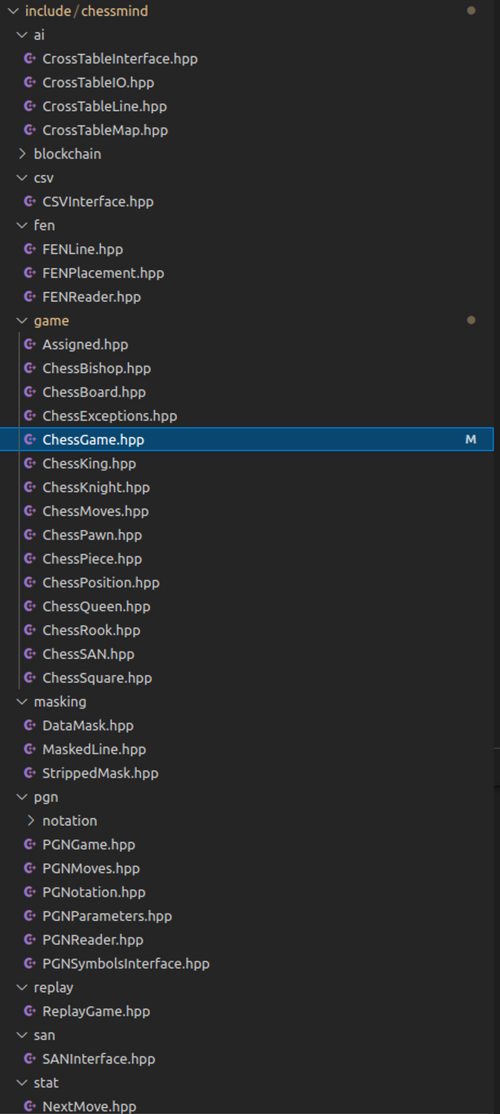 include / chessmind
ai
CrossTableInterface.hpp
CrossTableIO.hpp
CrossTableLine.hpp
CrossTableMap.hpp
blockchain
csv
CSVInterface.hpp
fen
FENLine.hpp
FENPlacement.hpp
FENReader.hpp
game
Assigned.hpp
ChessBishop.hpp
ChessBoard.hpp
ChessExceptions.hpp
ChessGame.hpp M
ChessKing.hpp
ChessKnight.hpp
ChessMoves.hpp
ChessPawn.hpp
ChessPiece.hpp
ChessPosition.hpp
ChessQueen.hpp
ChessRook.hpp
ChessSAN.hpp
ChessSquare.hpp
masking
DataMask.hpp
MaskedLine.hpp
StrippedMask.hpp
pgn
notation
PGNGame.hpp
PGNMoves.hpp
PGNotation.hpp
PGNParameters.hpp
PGNReader.hpp
PGNSymbolsInterface.hpp
replay
ReplayGame.hpp
san
SANInterface.hpp
stat
NextMove.hpp